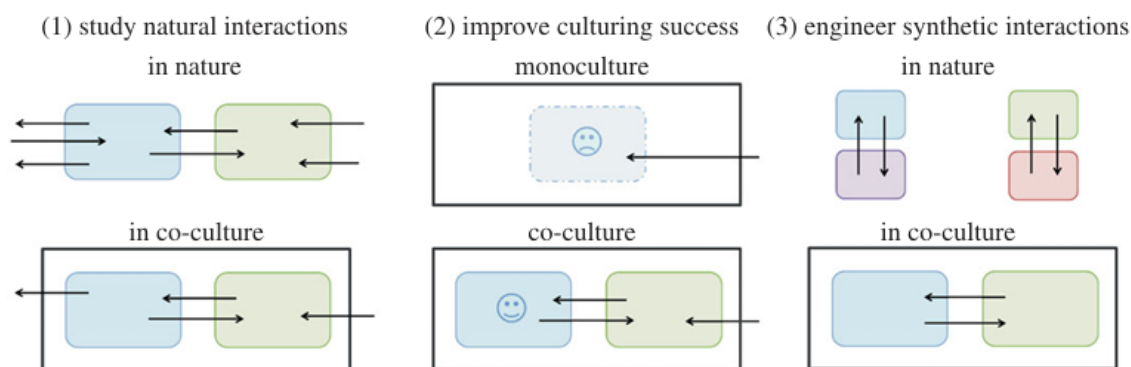 (1) study natural interactions
in nature
in co-culture
(2) improve culturing success
monoculture
co-culture
(3) engineer synthetic interactions
in nature
in co-culture